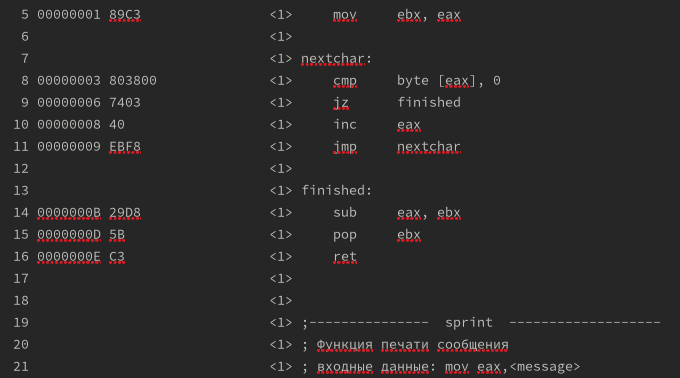 5 00000001 89C3 <1> mov ebx, eax
6 <1>
7 <1> nextchar:
8 00000003 803800 <1> cmp byte [eax], 0
9 00000006 7403 <1> jz finished
10 00000008 40 <1> inc eax
11 00000009 EBF8 <1> jmp nextchar
12 <1>
13 <1> finished:
14 0000000B 29D8 <1> sub eax, ebx
15 0000000D 5B <1> pop ebx
16 0000000E C3 <1> ret
17 <1>
18 <1>
19 <1> ;--------------- sprint -------------------
20 <1> ; Функция печати сообщения
21 <1> ; входные данные: mov eax,<message>